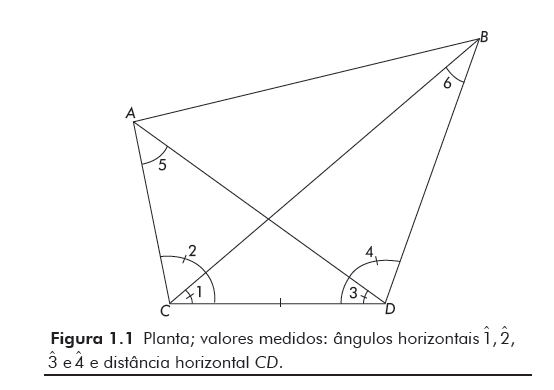 B
6
A
5
2
4
1
3
C
D
Figura 1.1 Planta; valores medidos: ângulos horizontais 1̂, 2̂,
3̂ e 4̂ e distância horizontal CD.